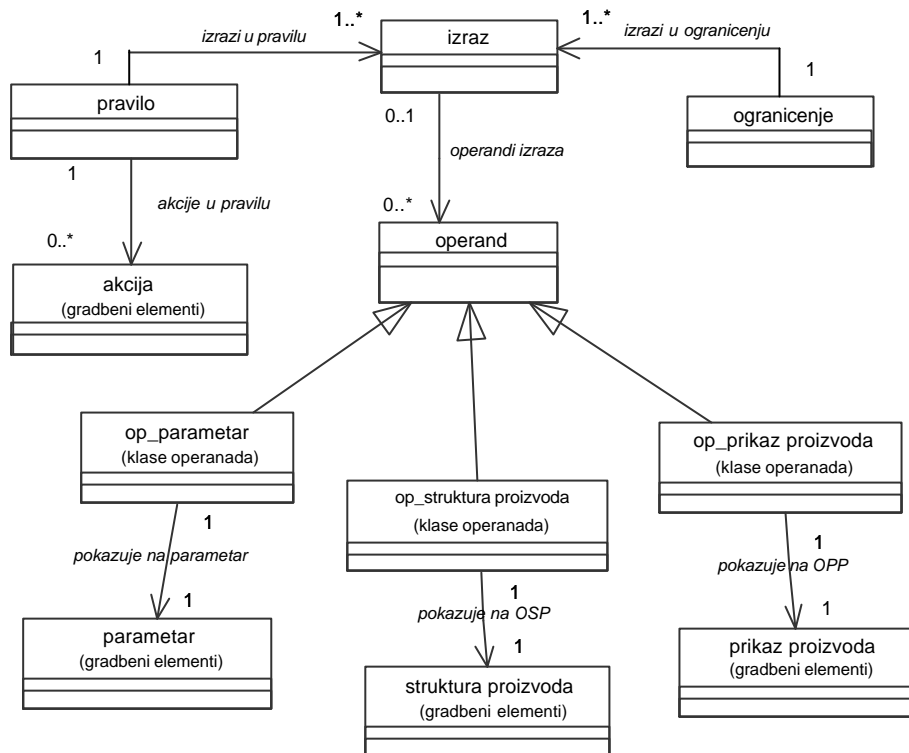 1..*
1..*
izrazi u pravilu
izraz
izrazi u ogranicenju
1
1
pravilo
0..1
ogranicenje
1
operandi izraza
akcije u pravilu
0..*
0..*
operand
akcija
(gradbeni elementi)
op_parametar
(klase operanada)
op_prikaz proizvoda
(klase operanada)
op_struktura proizvoda
(klase operanada)
1
1
pokazuje na parametar
pokazuje na OPP
1
pokazuje na OSP
1
1
parametar
(gradbeni elementi)
1
prikaz proizvoda
(gradbeni elementi)
struktura proizvoda
(gradbeni elementi)